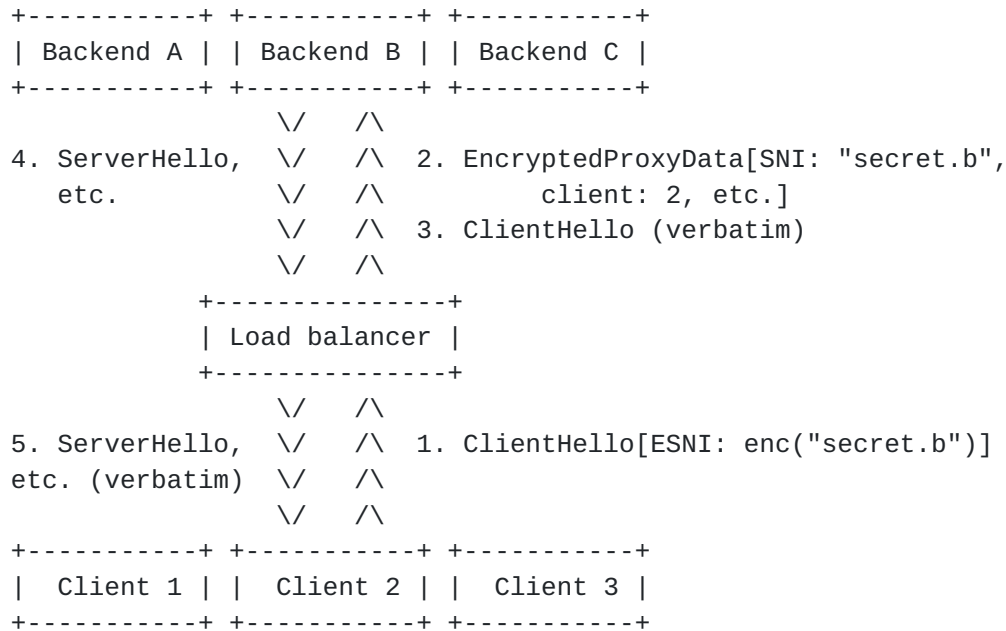 +-----------+ +-----------+ +-----------+
| Backend A | | Backend B | | Backend C |
+-----------+ +-----------+ +-----------+
                 \/   /\
4. ServerHello,  \/   /\  2. EncryptedProxyData[SNI: "secret.b",
   etc.          \/   /\          client: 2, etc.]
                 \/   /\  3. ClientHello (verbatim)
                 \/   /\
            +---------------+
            | Load balancer |
            +---------------+
                 \/   /\
5. ServerHello,  \/   /\  1. ClientHello[ESNI: enc("secret.b")]
etc. (verbatim)  \/   /\
                 \/   /\
+-----------+ +-----------+ +-----------+
|  Client 1 | |  Client 2 | |  Client 3 |
+-----------+ +-----------+ +-----------+